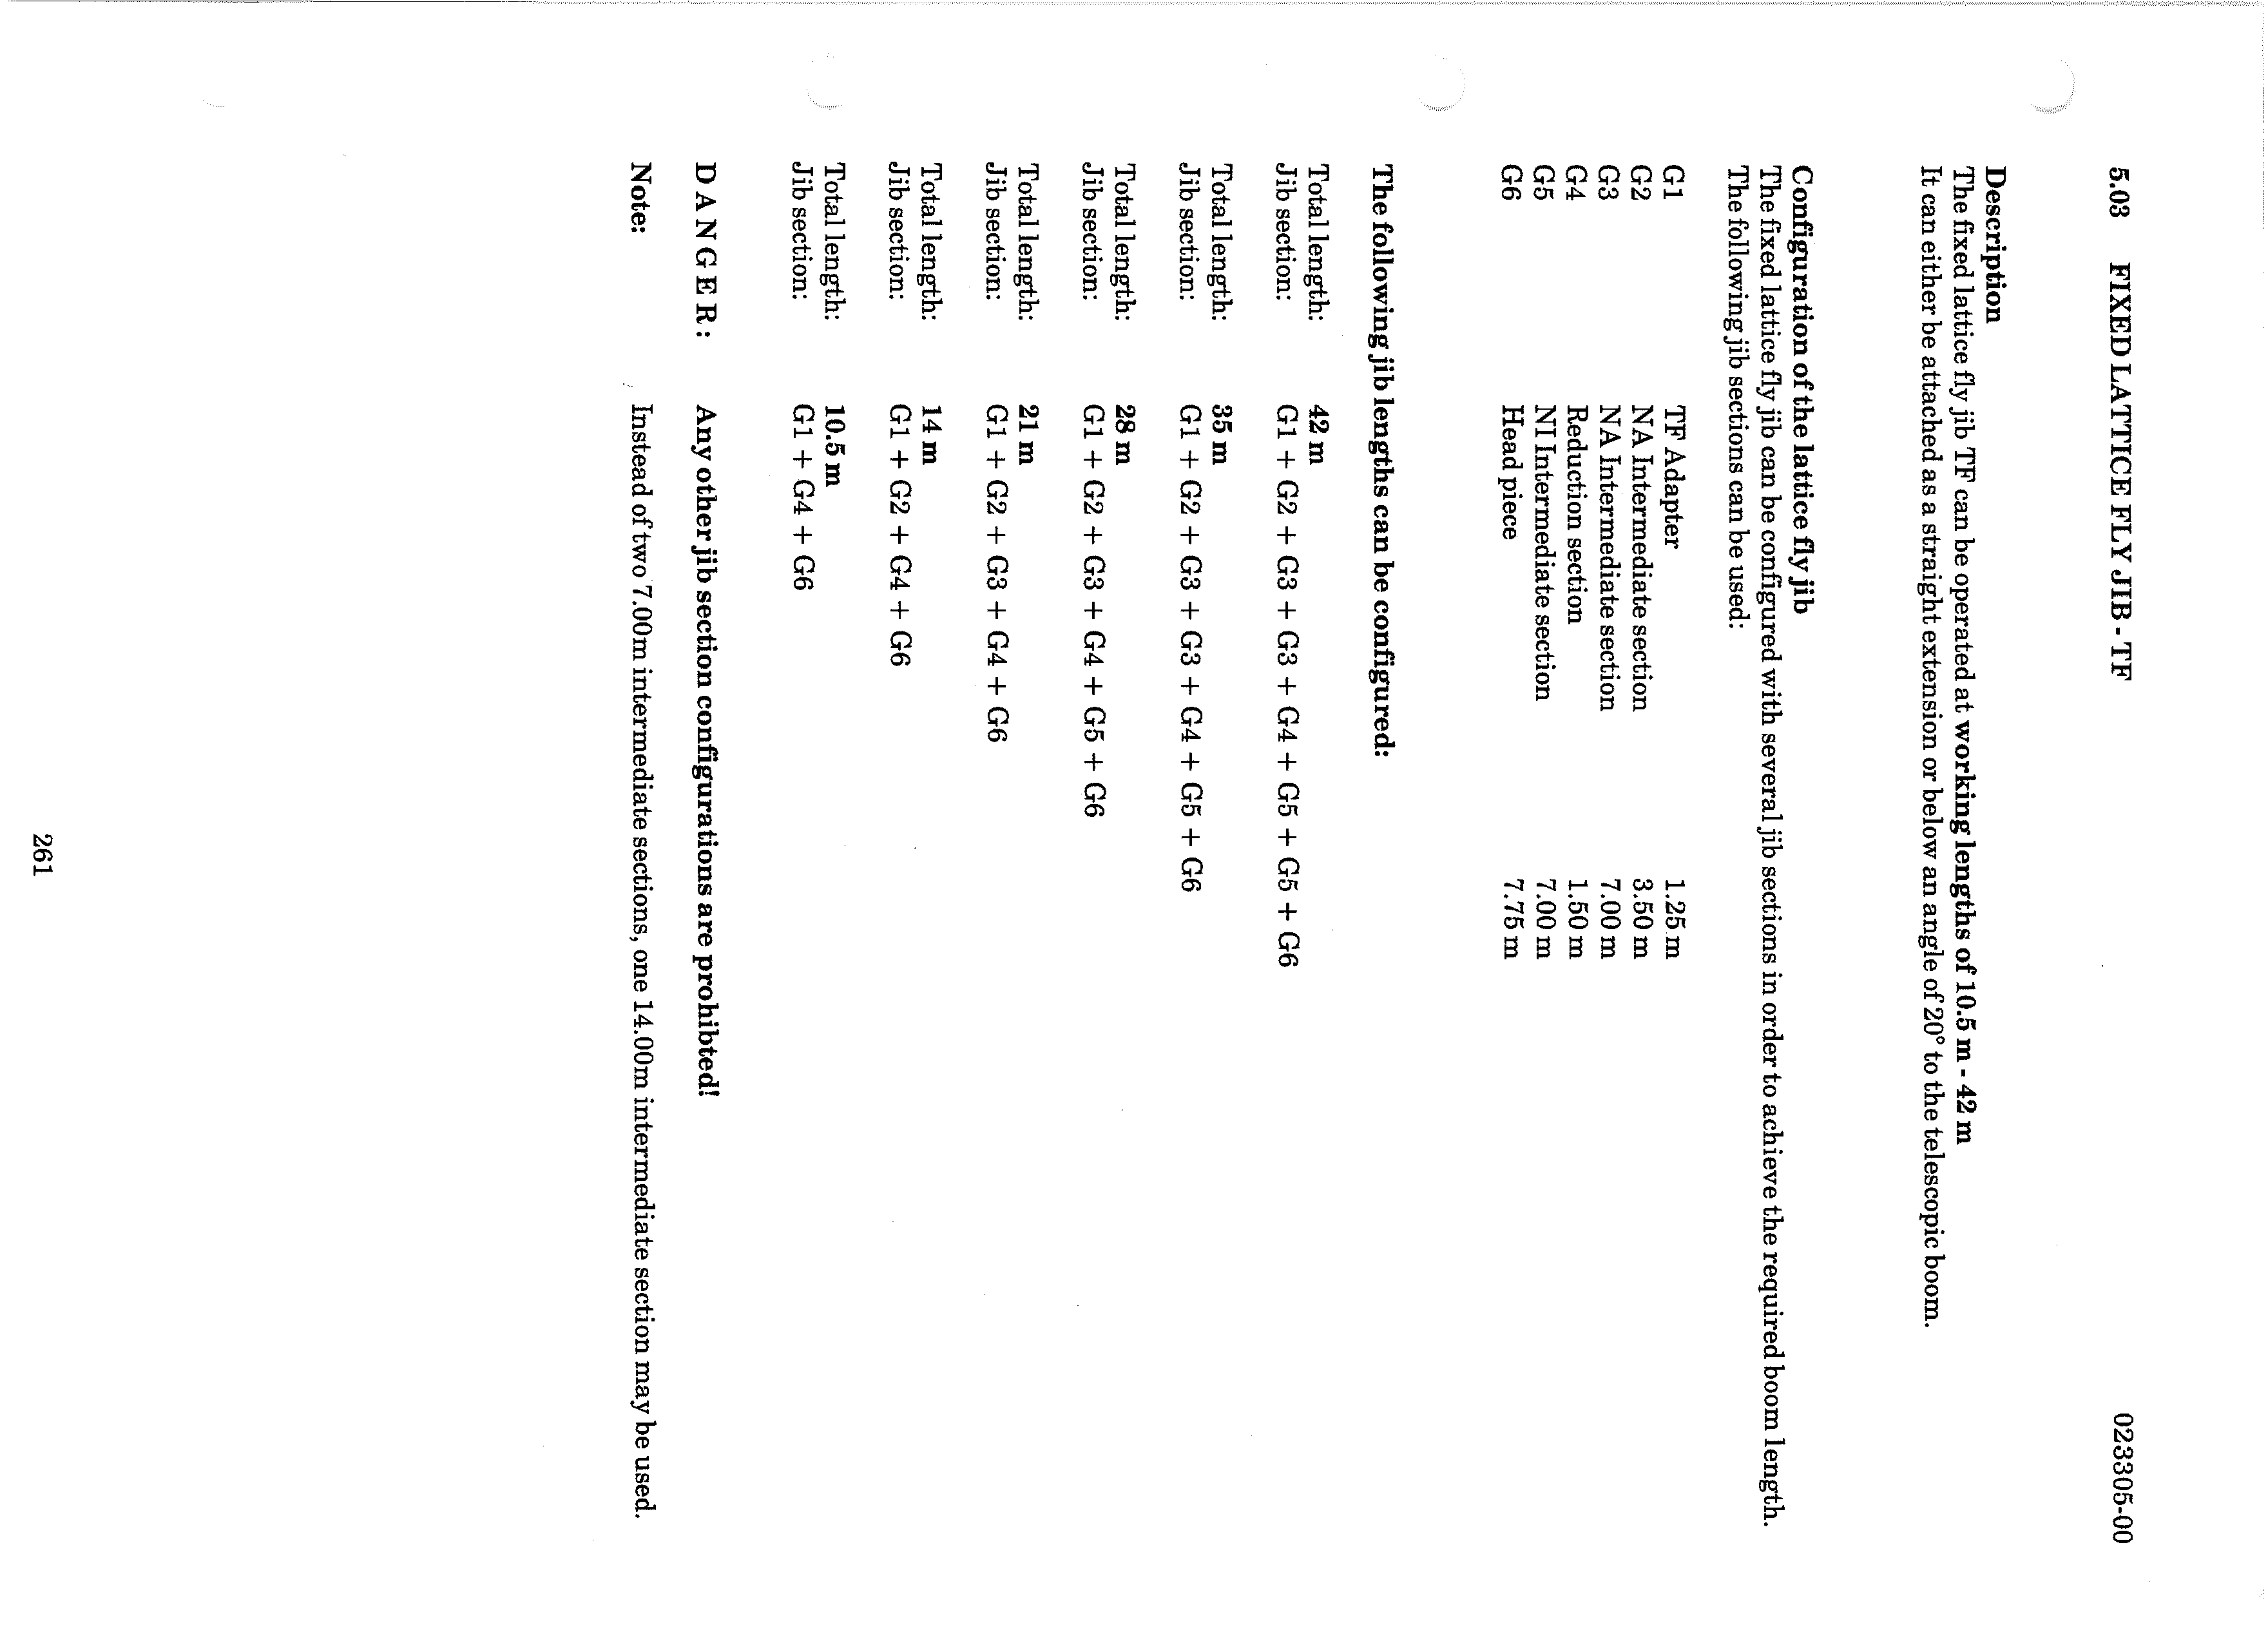 5.03 FIXED LATTICE FLY JIB - TF 023305-00
Description
The fixed lattice fly jib TF can be operated at working lengths of 10.5 m - 42 m
It can either be attached as a straight extension or below an angle of 20° to the telescopic boom.
Configuration of the lattice fly jib
The fixed lattice fly jib can be configured with several jib sections in order to achieve the required boom length.
The following jib sections can be used:
G1 TF Adapter 1.25 m
G2 NA Intermediate section 3.50 m
G3 NA Intermediate section 7.00 m
G4 Reduction section 1.50 m
G5 NI Intermediate section 7.00 m
G6 Head piece 7.75 m
The following jib lengths can be configured:
Total length: 42 m
Jib section: G1 + G2 + G3 + G3 + G4 + G5 + G5 + G6
Total length: 35 m
Jib section: G1 + G2 + G3 + G3 + G4 + G5 + G6
Total length: 28 m
Jib section: G1 + G2 + G3 + G4 + G5 + G6
Total length: 21 m
Jib section: G1 + G2 + G3 + G4 + G6
Total length: 14 m
Jib section: G1 + G2 + G4 + G6
Total length: 10.5 m
Jib section: G1 + G4 + G6
D A N G E R : Any other jib section configurations are prohibted!
Note: Instead of two 7.00m intermediate sections, one 14.00m intermediate section may be used.
261